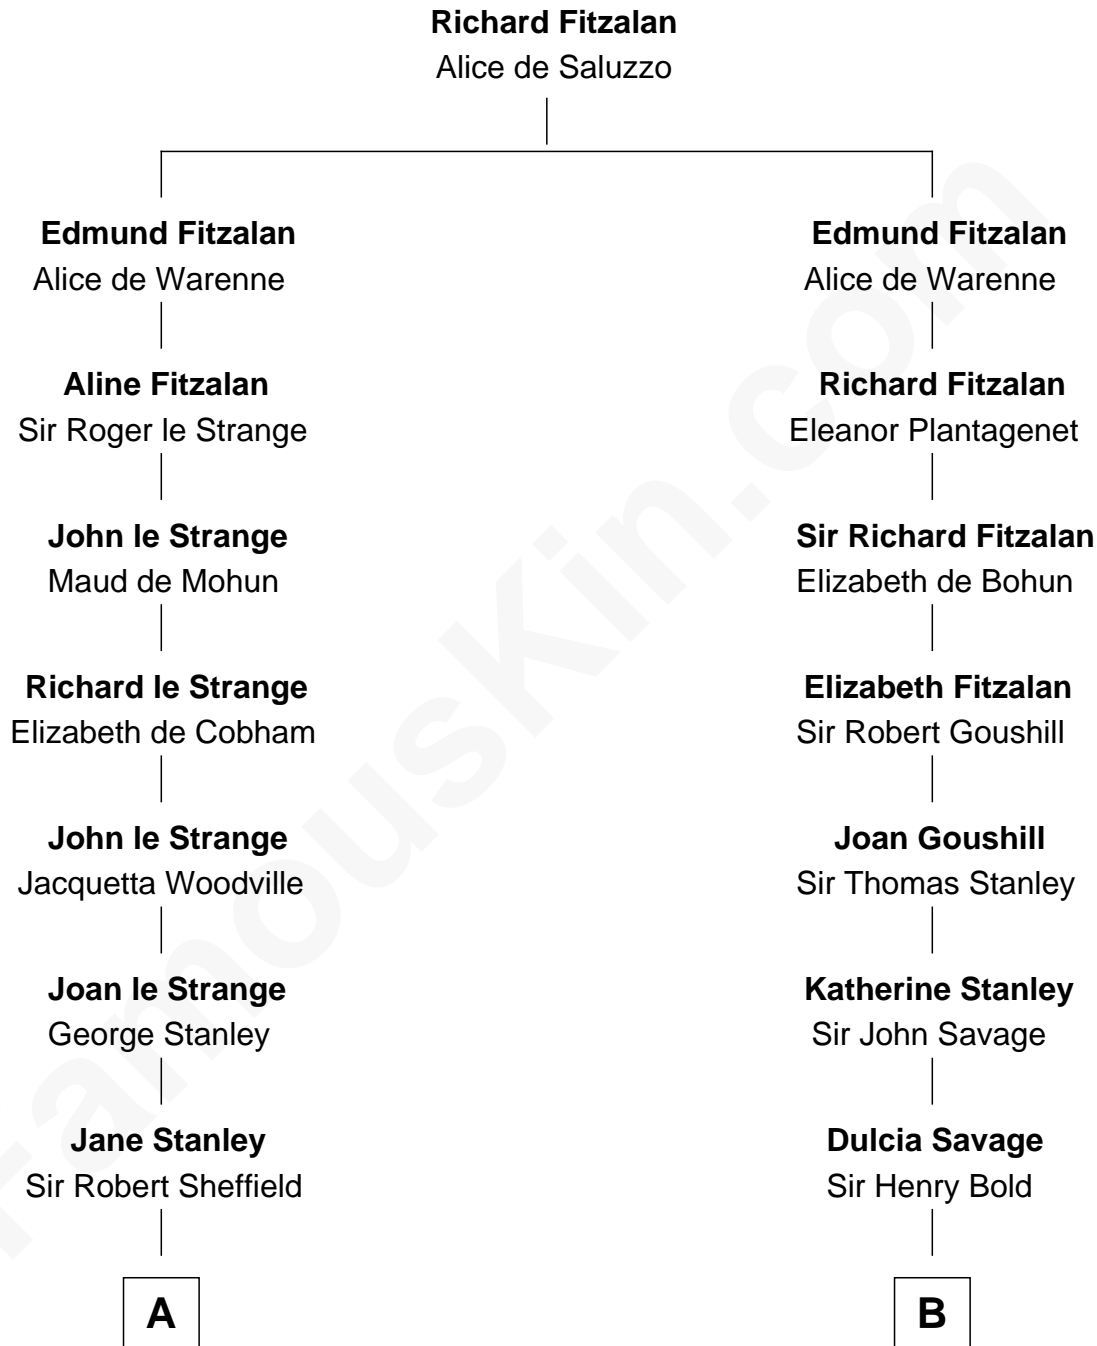 Richard Fitzalan
Alice de Saluzzo
Edmund Fitzalan
Alice de Warenne
Edmund Fitzalan
Alice de Warenne
Aline Fitzalan
Sir Roger le Strange
Richard Fitzalan
Eleanor Plantagenet
John le Strange
Maud de Mohun
Sir Richard Fitzalan
Elizabeth de Bohun
Richard le Strange
Elizabeth de Cobham
Elizabeth Fitzalan
Sir Robert Goushill
John le Strange
Jacquetta Woodville
Joan Goushill
Sir Thomas Stanley
Joan le Strange
George Stanley
Katherine Stanley
Sir John Savage
Jane Stanley
Sir Robert Sheffield
Dulcia Savage
Sir Henry Bold
A
B
FamousKin.com